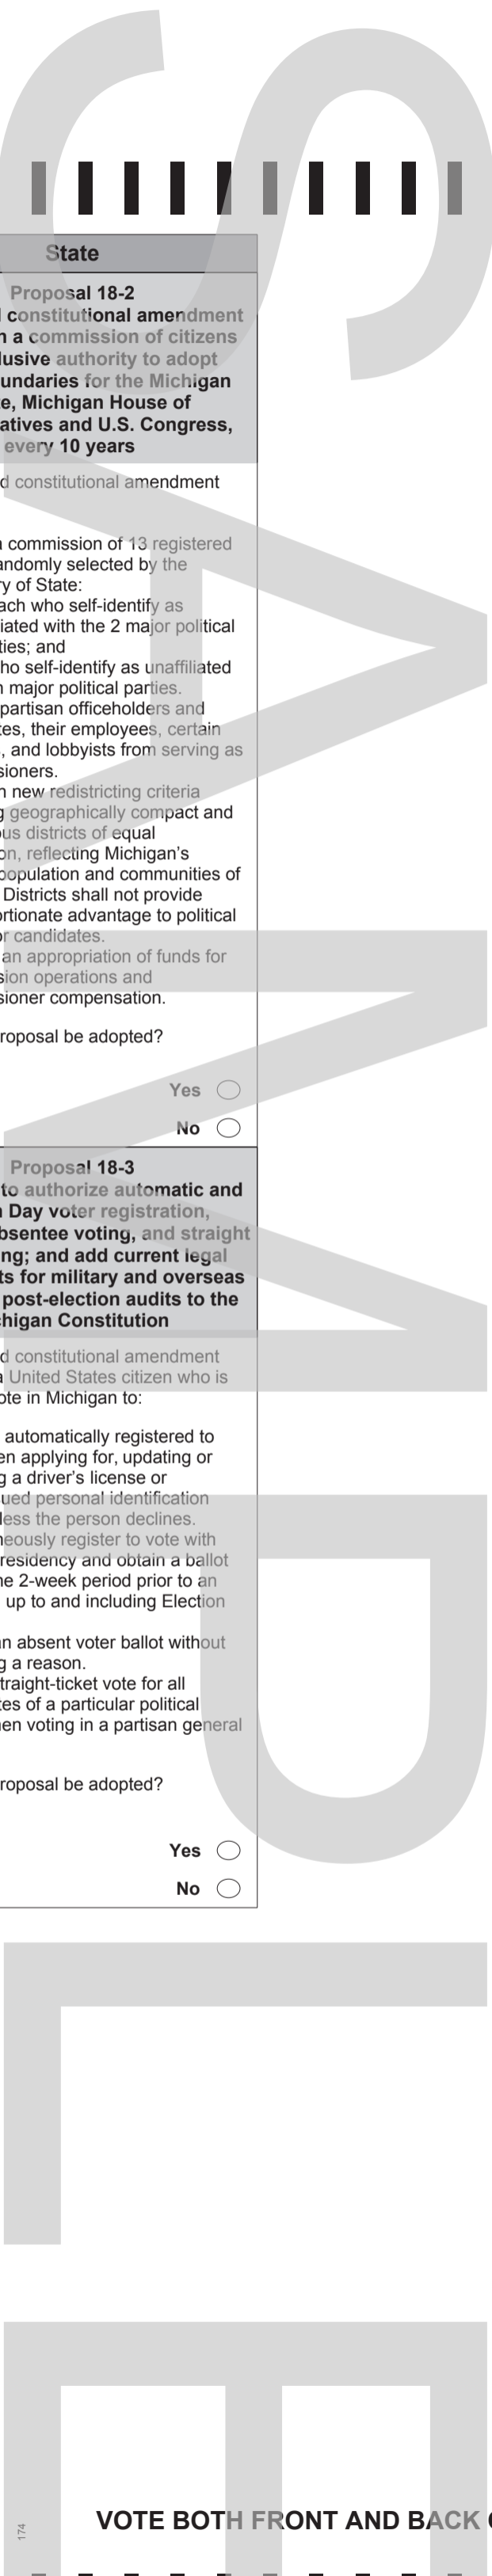 State
Proposal 18-2
constitutional amendment
a commission of citizens
lusive authority to adopt
undaries for the Michigan
te, Michigan House of
atives and U.S. Congress,
every 10 years
d constitutional amendment
a commission of 13 registered
andomly selected by the
ry of State:
ach who self-identify as
iated with the 2 major political
ties; and
ho self-identify as unaffiliated
major political parties.
partisan officeholders and
tes, their employees, certain
, and lobbyists from serving as
sioners.
n new redistricting criteria
g geographically compact and
ous districts of equal
on, reflecting Michigan's
population and communities of
Districts shall not provide
ortionate advantage to political
or candidates.
an appropriation of funds for
sion operations and
sioner compensation.
roposal be adopted?
Yes
No
Proposal 18-3
to authorize automatic and
Day voter registration,
bsentee voting, and straight
ng; and add current legal
ts for military and overseas
post-election audits to the
higan Constitution
d constitutional amendment
a United States citizen who is
ote in Michigan to:
automatically registered to
en applying for, updating or
g a driver's license or
ued personal identification
less the person declines.
neously register to vote with
residency and obtain a ballot
he 2-week period prior to an
up to and including Election
an absent voter ballot without
g a reason.
traight-ticket vote for all
tes of a particular political
hen voting in a partisan general
roposal be adopted?
Yes
No
174
VOTE BOTH FRONT AND BACK
SAMPLE